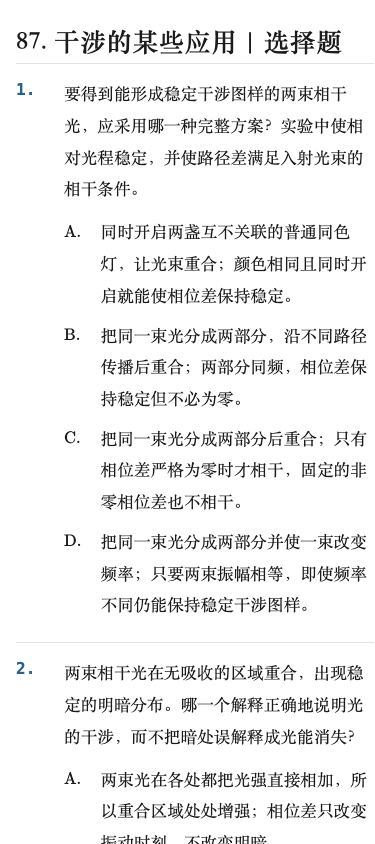 87. 干涉的某些应用 | 选择题
1. 要得到能形成稳定干涉图样的两束相干
光，应采用哪一种完整方案？实验中使相
对光程稳定，并使路径差满足入射光束的
相干条件。
A. 同时开启两盏互不关联的普通同色
灯，让光束重合；颜色相同且同时开
启就能使相位差保持稳定。
B. 把同一束光分成两部分，沿不同路径
传播后重合；两部分同频，相位差保
持稳定但不必为零。
C. 把同一束光分成两部分后重合；只有
相位差严格为零时才相干，固定的非
零相位差也不相干。
D. 把同一束光分成两部分并使一束改变
频率；只要两束振幅相等，即使频率
不同仍能保持稳定干涉图样。
2. 两束相干光在无吸收的区域重合，出现稳
定的明暗分布。哪一个解释正确地说明光
的干涉，而不把暗处误解释成光能消失？
A. 两束光在各处都把光强直接相加，所
以重合区域处处增强；相位差只改变
振动时刻，不改变明暗。